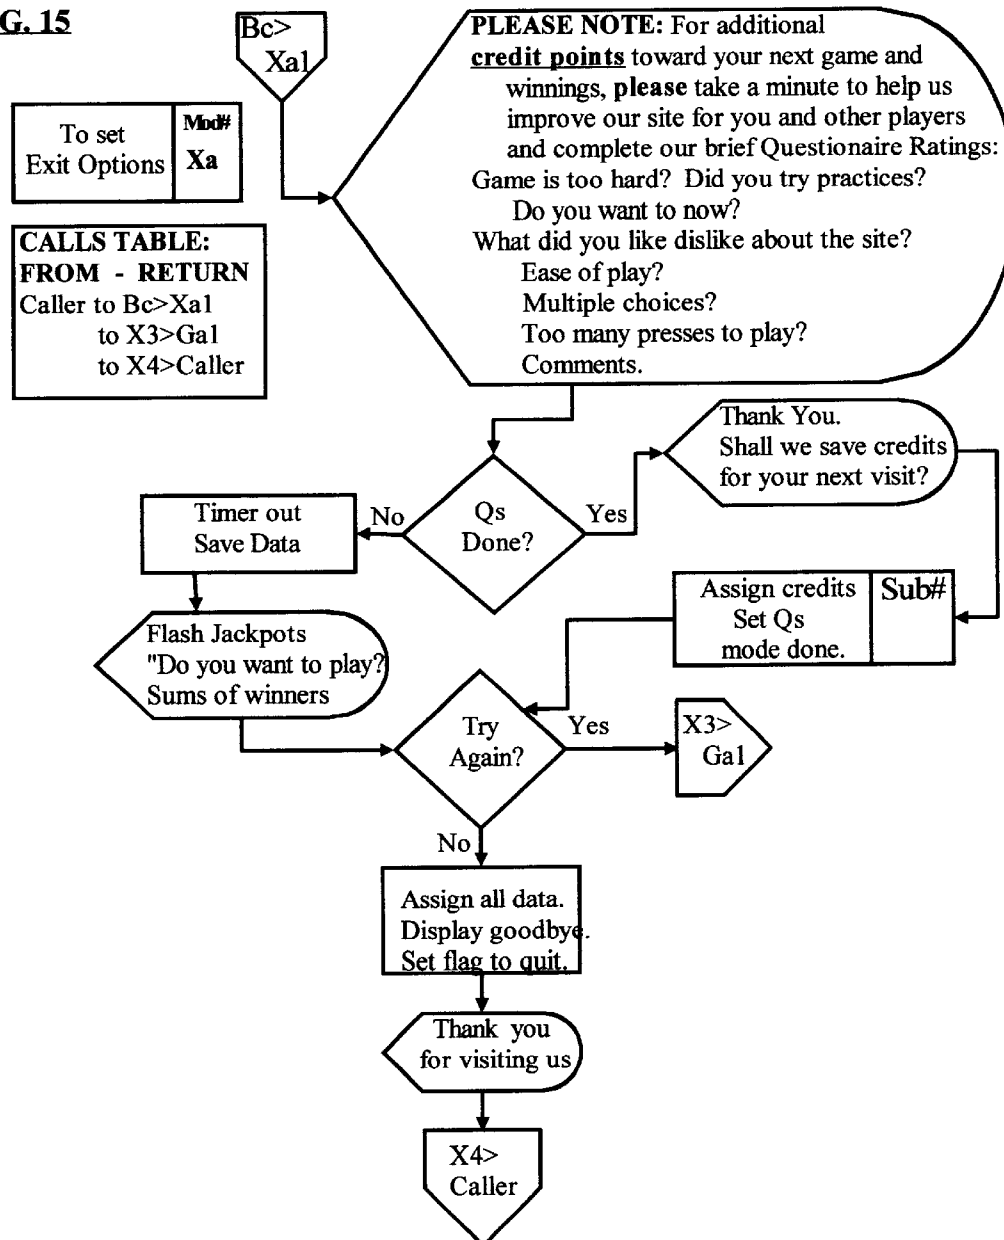 G. 15
Bc>
Xa1
To set
Exit Options
Mod#
Xa
CALLS TABLE:
FROM - RETURN
Caller to Bc>Xa1
to X3>Ga1
to X4>Caller
PLEASE NOTE: For additional
credit points toward your next game and
winnings, please take a minute to help us
improve our site for you and other players
and complete our brief Questionaire Ratings:
Game is too hard? Did you try practices?
Do you want to now?
What did you like dislike about the site?
Ease of play?
Multiple choices?
Too many presses to play?
Comments.
Thank You.
Shall we save credits
for your next visit?
Qs
Done?
No
Yes
Timer out
Save Data
Assign credits
Set Qs
mode done.
Sub#
Flash Jackpots
"Do you want to play?
Sums of winners
Try
Again?
Yes
X3>
Ga1
No
Assign all data.
Display goodbye.
Set flag to quit.
Thank you
for visiting us
X4>
Caller